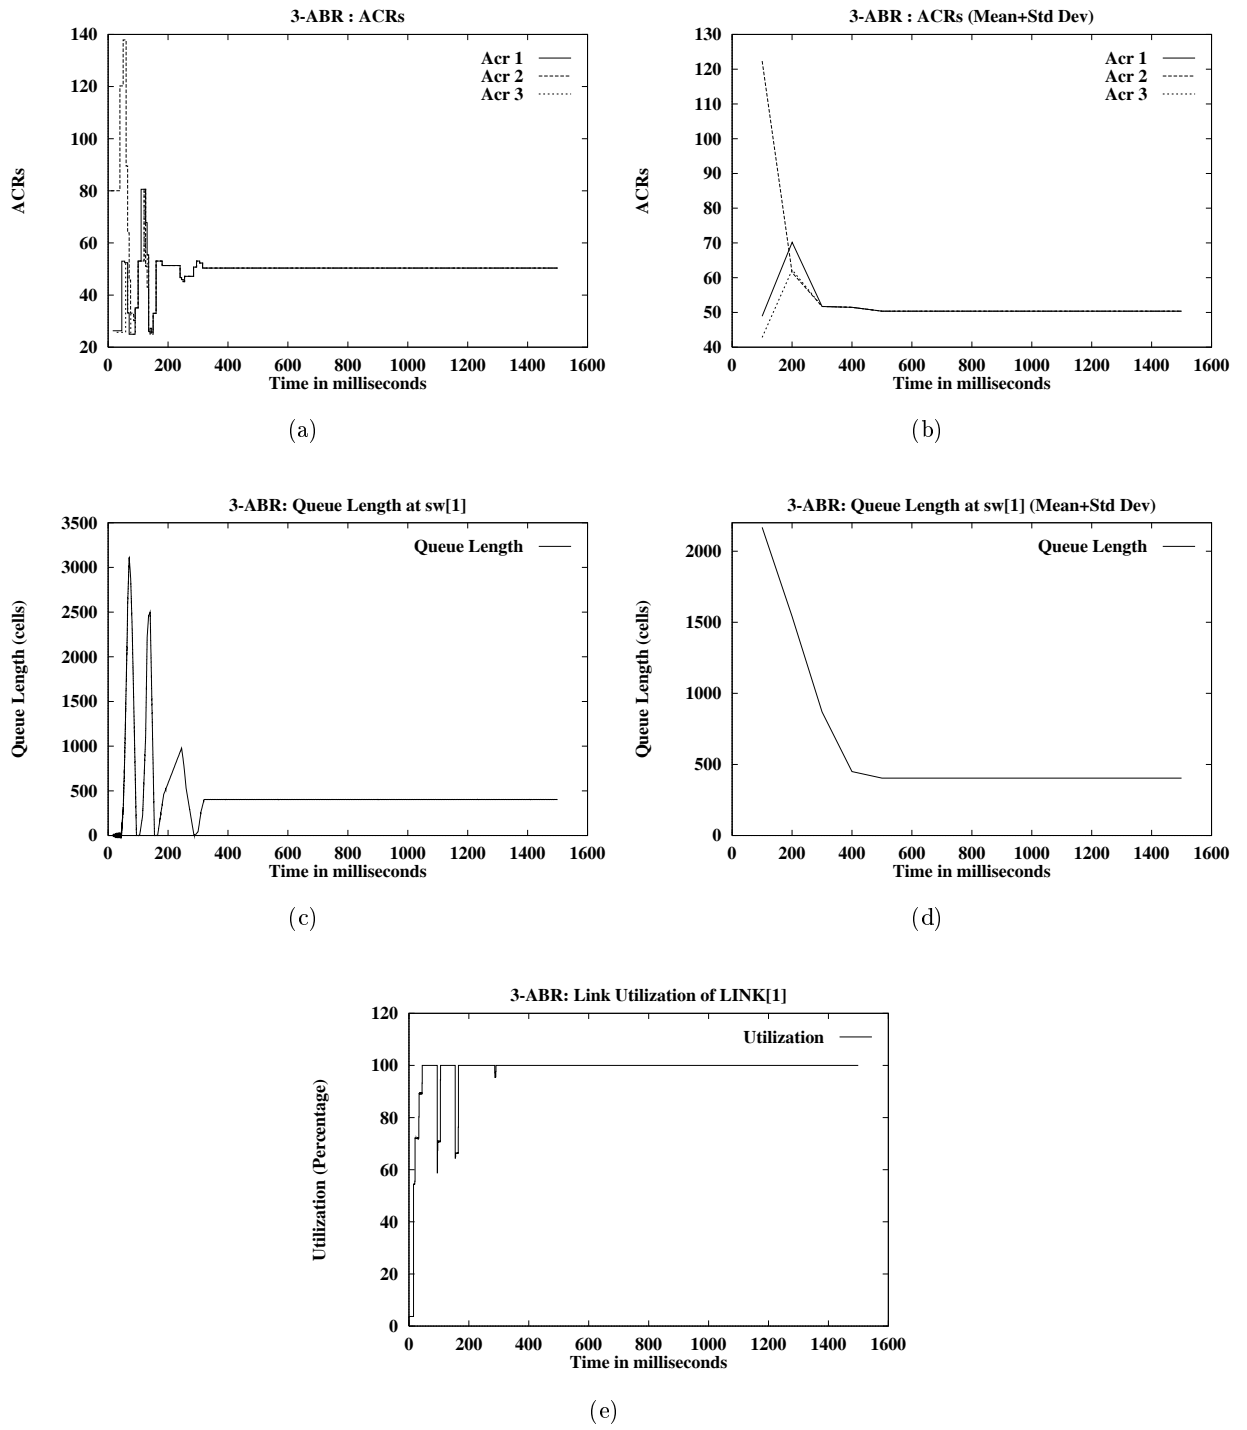 3-ABR : ACRs
140
120
100
80
60
40
20
0 200 400 600 800 1000 1200 1400 1600
ACRs
Time in milliseconds
Acr 1
Acr 2
Acr 3
(a)
3-ABR : ACRs (Mean+Std Dev)
130
120
110
100
90
80
70
60
50
40
0 200 400 600 800 1000 1200 1400 1600
ACRs
Time in milliseconds
Acr 1
Acr 2
Acr 3
(b)
3-ABR: Queue Length at sw[1]
3500
3000
2500
2000
1500
1000
500
0
0 200 400 600 800 1000 1200 1400 1600
Queue Length (cells)
Time in milliseconds
Queue Length
(c)
3-ABR: Queue Length at sw[1] (Mean+Std Dev)
2000
1500
1000
500
0
0 200 400 600 800 1000 1200 1400 1600
Queue Length (cells)
Time in milliseconds
Queue Length
(d)
3-ABR: Link Utilization of LINK[1]
120
100
80
60
40
20
0
0 200 400 600 800 1000 1200 1400 1600
Utilization (Percentage)
Time in milliseconds
Utilization
(e)